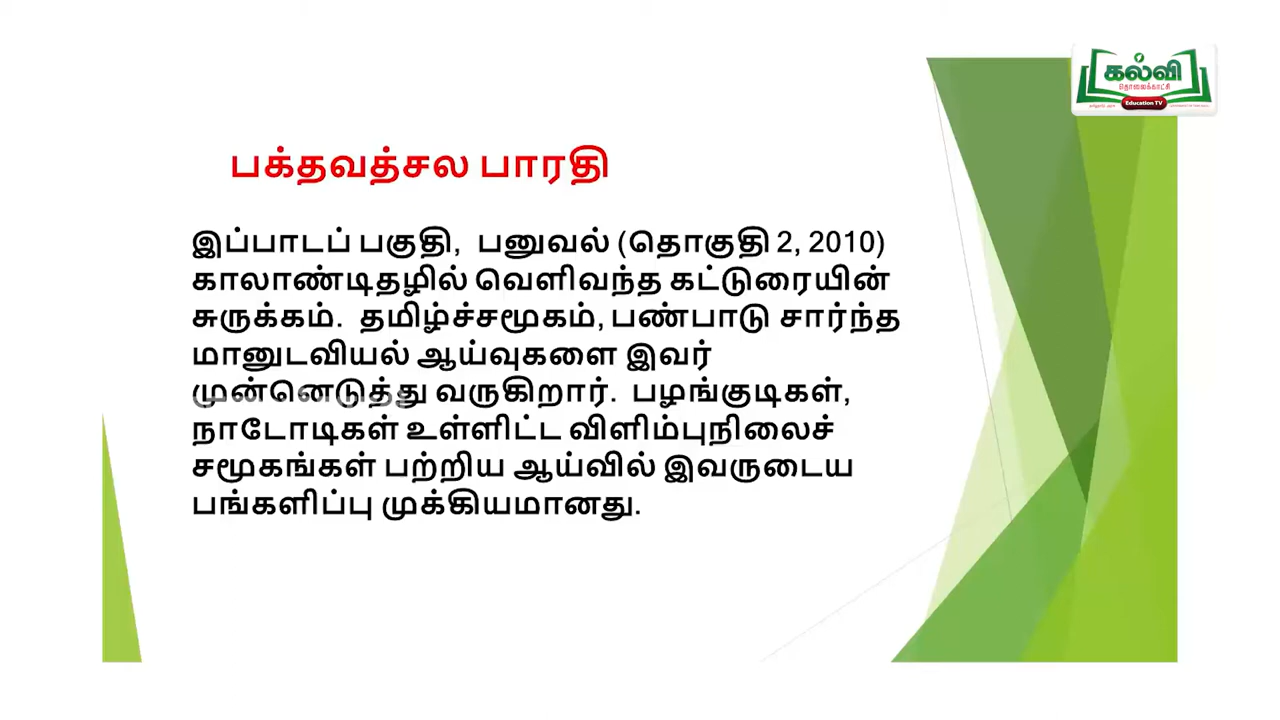 கல்வி
தொலைக்காட்சி
Education TV
பக்தவத்சல பாரதி
இப்பாடப் பகுதி, பனுவல் (தொகுதி 2, 2010)
காலாண்டிதழில் வெளிவந்த கட்டுரையின்
சுருக்கம். தமிழ்ச்சமூகம், பண்பாடு சார்ந்த
மானுடவியல் ஆய்வுகளை இவர்
முன்னெடுத்து வருகிறார். பழங்குடிகள்,
நாடோடிகள் உள்ளிட்ட விளிம்புநிலைச்
சமூகங்கள் பற்றிய ஆய்வில் இவருடைய
பங்களிப்பு முக்கியமானது.